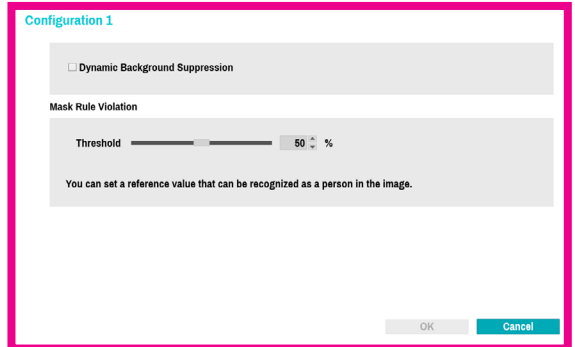 Configuration 1
Dynamic Background Suppression
Mask Rule Violation
Threshold 50 %
You can set a reference value that can be recognized as a person in the image.
OK Cancel